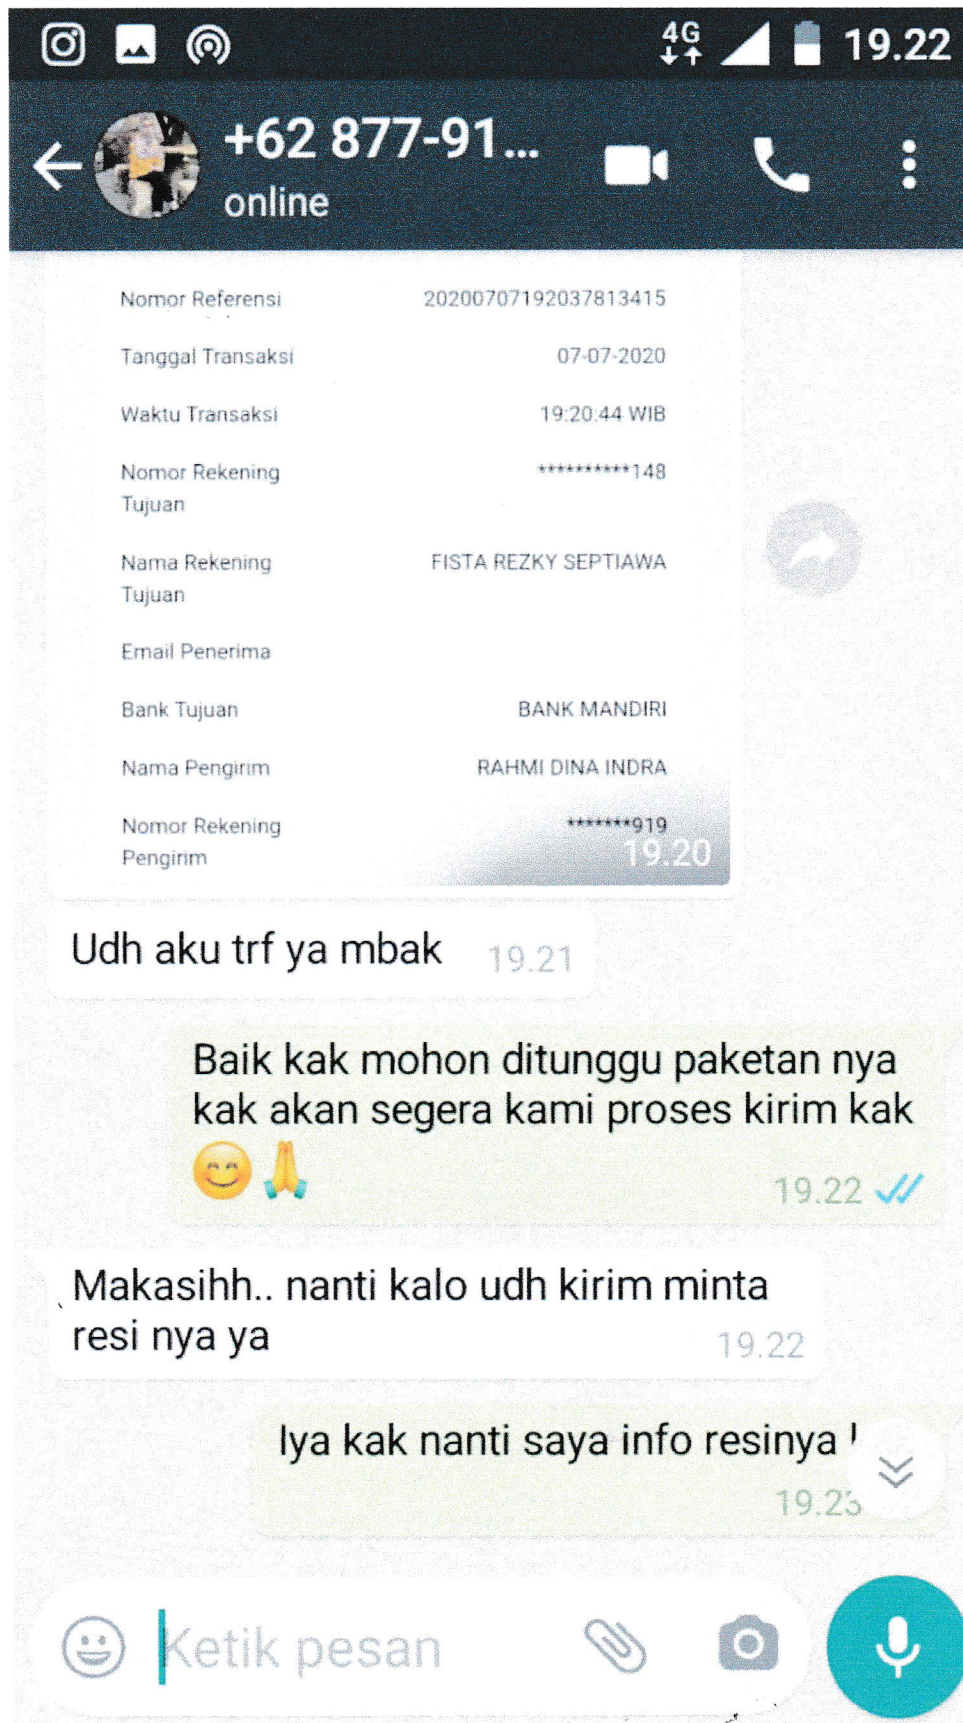 4G 19.22
+62 877-91...
online
Nomor Referensi 20200707192037813415
Tanggal Transaksi 07-07-2020
Waktu Transaksi 19:20:44 WIB
Nomor Rekening **********148
Tujuan
Nama Rekening FISTA REZKY SEPTIAWA
Tujuan
Email Penerima
Bank Tujuan BANK MANDIRI
Nama Pengirim RAHMI DINA INDRA
Nomor Rekening *******919
Pengirim 19.20
Udh aku trf ya mbak 19.21
Baik kak mohon ditunggu paketan nya
kak akan segera kami proses kirim kak
😊🙏 19.22
Makasihh.. nanti kalo udh kirim minta
resi nya ya 19.22
Iya kak nanti saya info resinya
19.23
Ketik pesan